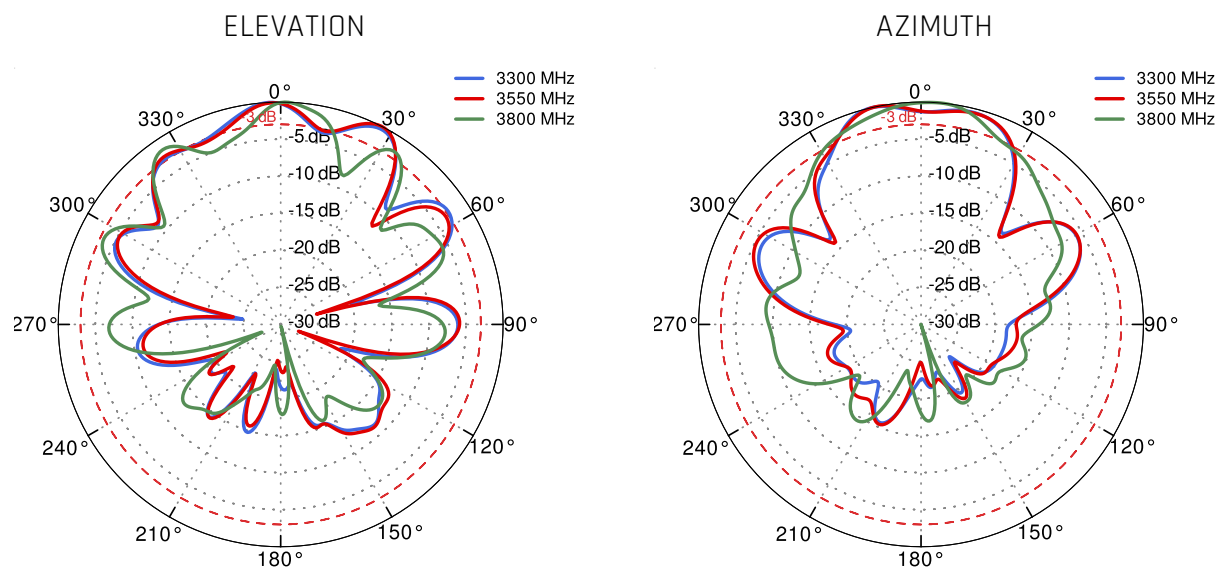 ELEVATION
3300 MHz
3550 MHz
3800 MHz
0°
330°
30°
-3 dB
-5 dB
-10 dB
300°
60°
-15 dB
-20 dB
-25 dB
270°
-30 dB
90°
240°
120°
210°
150°
180°
AZIMUTH
3300 MHz
3550 MHz
3800 MHz
0°
330°
30°
-3 dB
-5 dB
-10 dB
300°
60°
-15 dB
-20 dB
-25 dB
270°
-30 dB
90°
240°
120°
210°
150°
180°